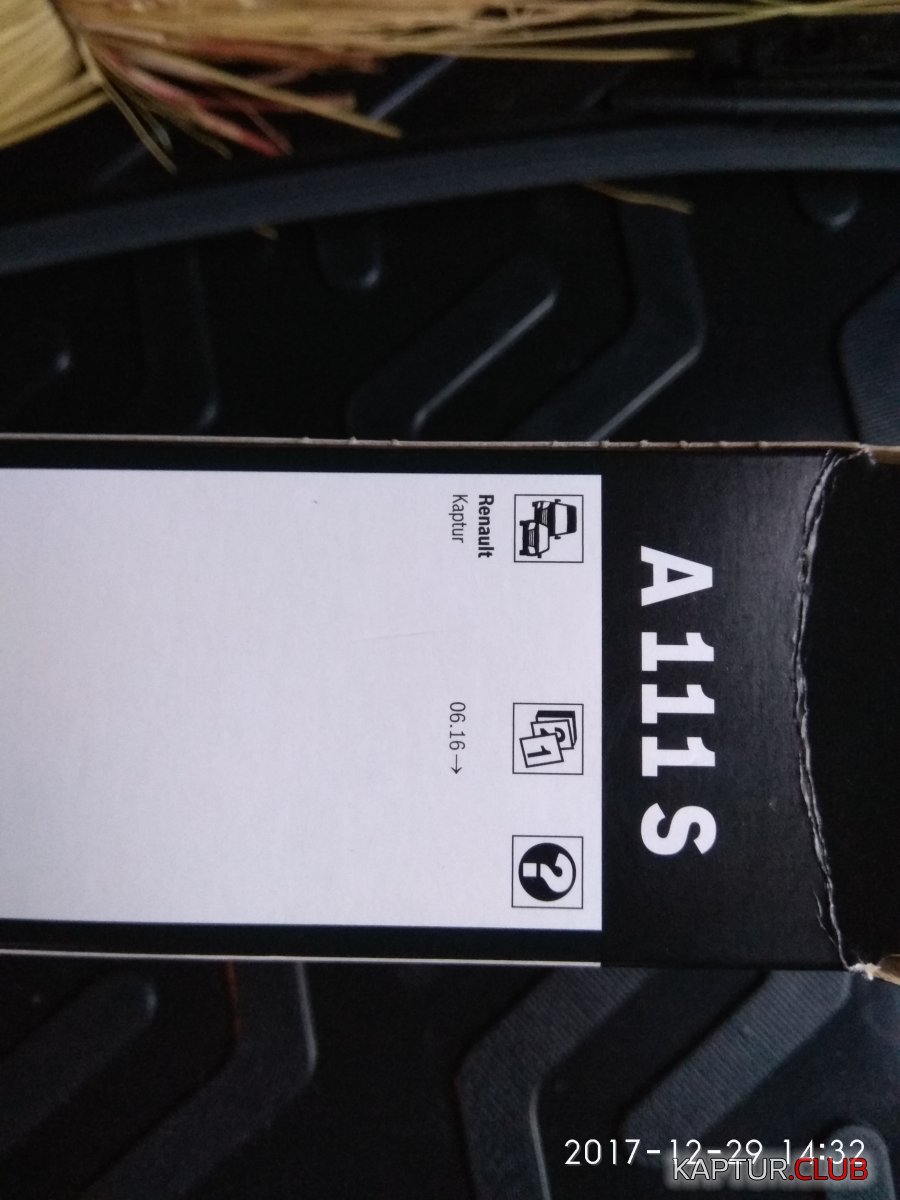 A 111 S
Renault
Kaptur 06.16→
2017-12-29 14:32
KAPTUR.CLUB